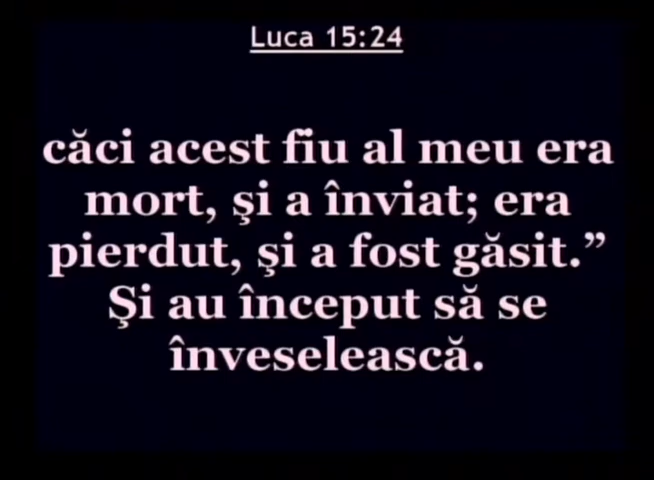 Luca 15:24
căci acest fiu al meu era
mort, şi a înviat; era
pierdut, şi a fost găsit.”
Şi au început să se
înveselească.